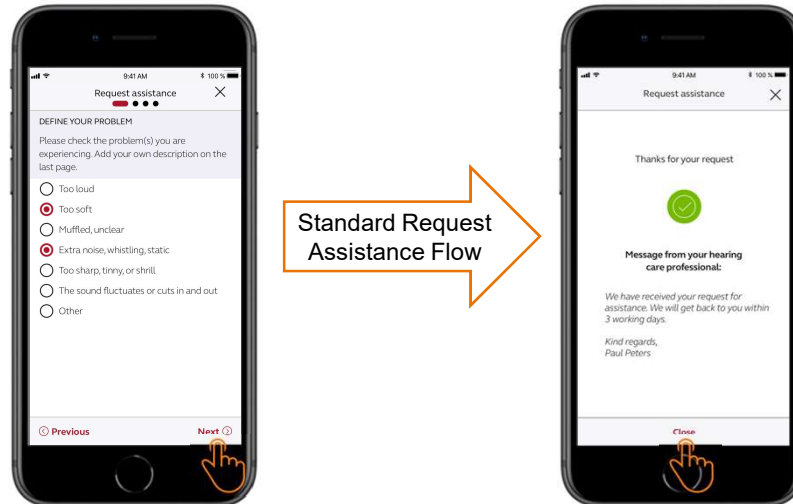 9:41 AM
100 %
Request assistance
DEFINE YOUR PROBLEM
Please check the problem(s) you are
experiencing. Add your own description on the
last page.
Too loud
Too soft
Muffled, unclear
Extra noise, whistling, static
Too sharp, tinny, or shrill
The sound fluctuates or cuts in and out
Other
Previous
Next
Standard Request
Assistance Flow
9:41 AM
100 %
Request assistance
Thanks for your request
Message from your hearing
care professional:
We have received your request for
assistance. We will get back to you within
3 working days.
Kind regards,
Paul Peters
Close